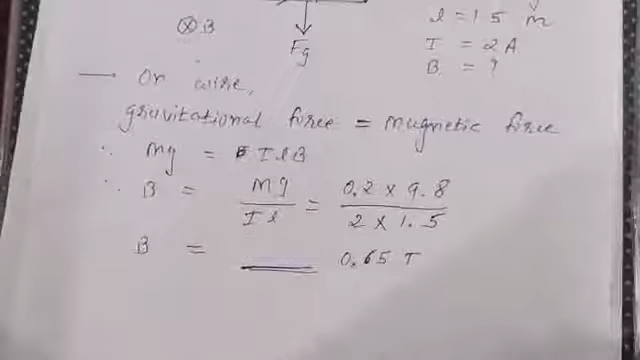 l = 1.5 m
⊗ B
Fg
I = 2A
B = ?
→ On wire,
gravitational force = magnetic force
∴ mg = IlB
∴ B = mg / Il = 0.2 × 9.8 / 2 × 1.5
B = 0.65 T